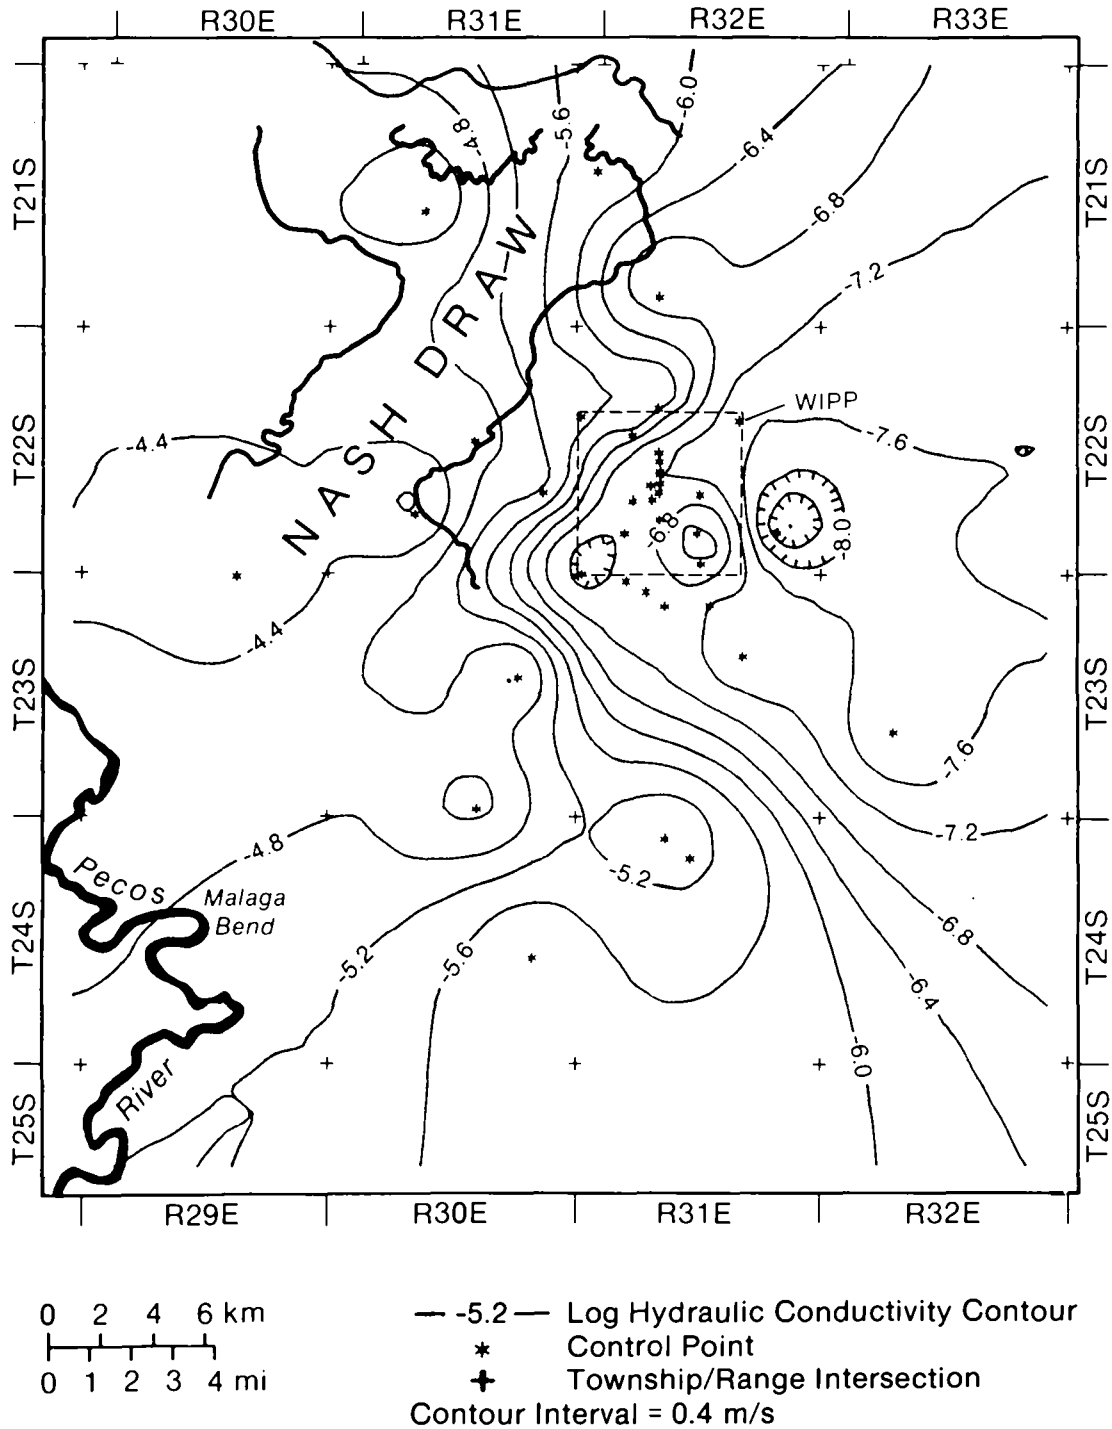 R30E R31E R32E R33E
-6.0
-4.8
-5.6
-6.4
T21S T21S
-6.8
NASH DRAW
-7.2
WIPP
T22S T22S
-4.4
-7.6
-6.8
-8.0
-4.4
T23S T23S
-7.6
-7.2
-4.8
Pecos
Malaga
Bend
-5.2
T24S T24S
-6.8
-5.2
-5.6
-6.4
-6.0
River
T25S T25S
R29E R30E R31E R32E
0 2 4 6 km
0 1 2 3 4 mi
-5.2 Log Hydraulic Conductivity Contour
Control Point
Township/Range Intersection
Contour Interval = 0.4 m/s